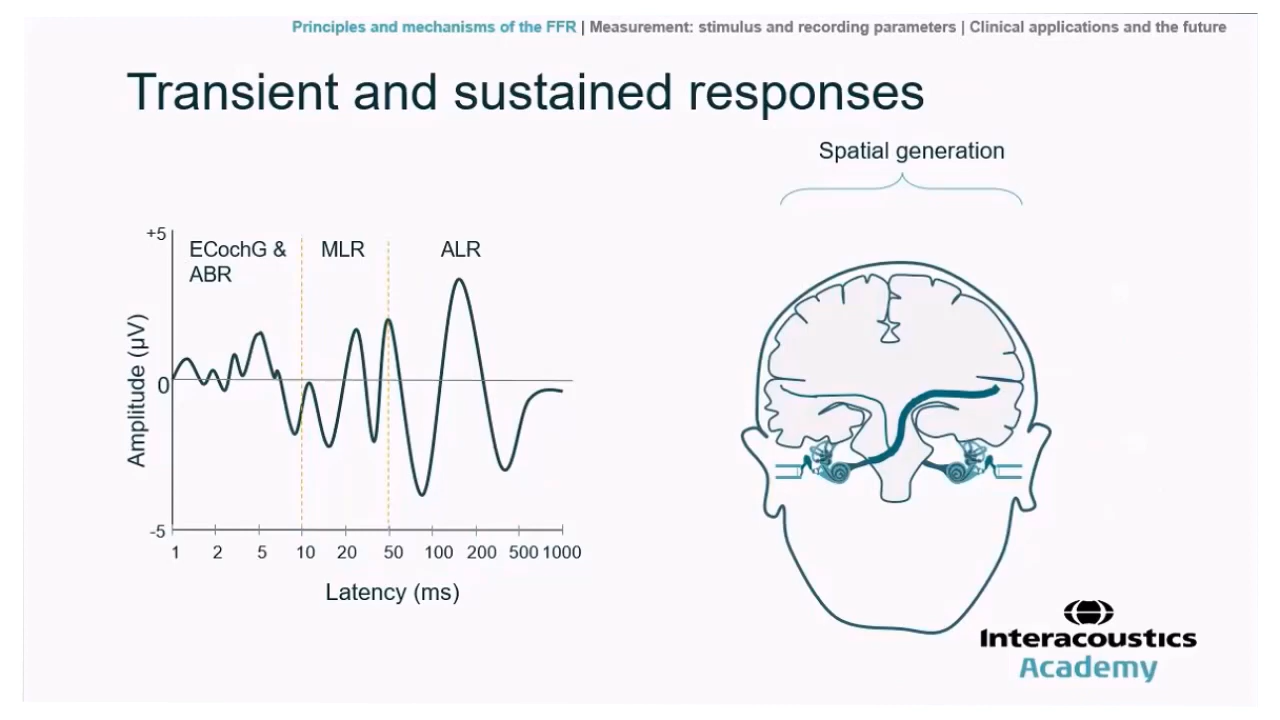 Principles and mechanisms of the FFR | Measurement: stimulus and recording parameters | Clinical applications and the future
Transient and sustained responses
Spatial generation
+5
ECochG &
ABR
MLR
ALR
Amplitude (µV)
0
-5
1 2 5 10 20 50 100 200 500 1000
Latency (ms)
Interacoustics
Academy